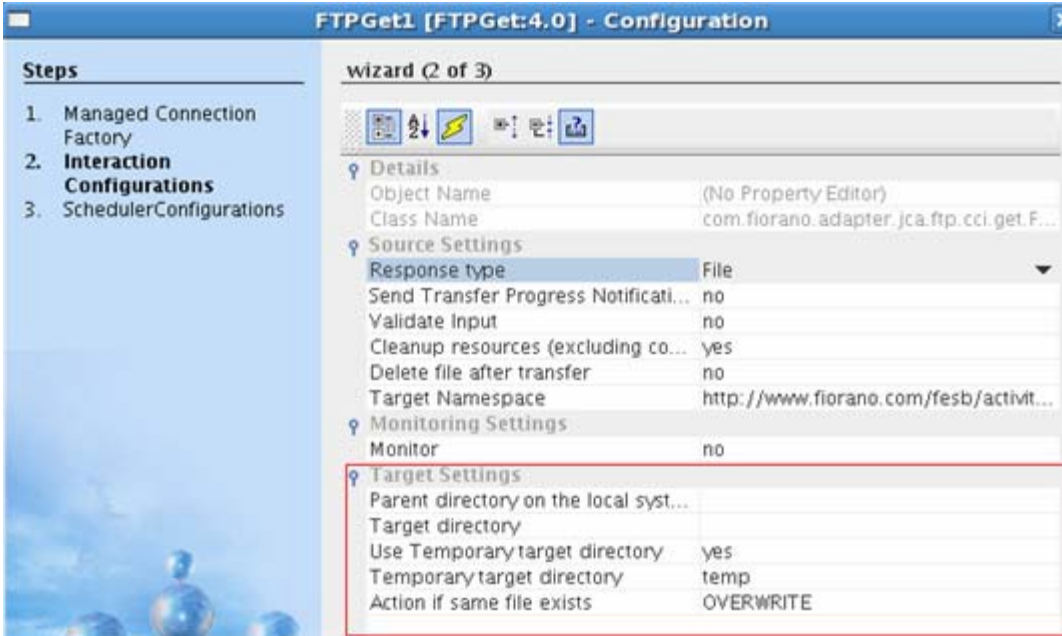 FTPGet1 [FTPGet:4.0] - Configuration
Steps
1. Managed Connection
Factory
2. Interaction
Configurations
3. SchedulerConfigurations
wizard (2 of 3)
Details
Object Name (No Property Editor)
Class Name com.fiorano.adapter.jca.ftp.cci.get.F...
Source Settings
Response type File
Send Transfer Progress Notificati... no
Validate Input no
Cleanup resources (excluding co... yes
Delete file after transfer no
Target Namespace http://www.fiorano.com/fesb/activit...
Monitoring Settings
Monitor no
Target Settings
Parent directory on the local syst...
Target directory
Use Temporary target directory yes
Temporary target directory temp
Action if same file exists OVERWRITE